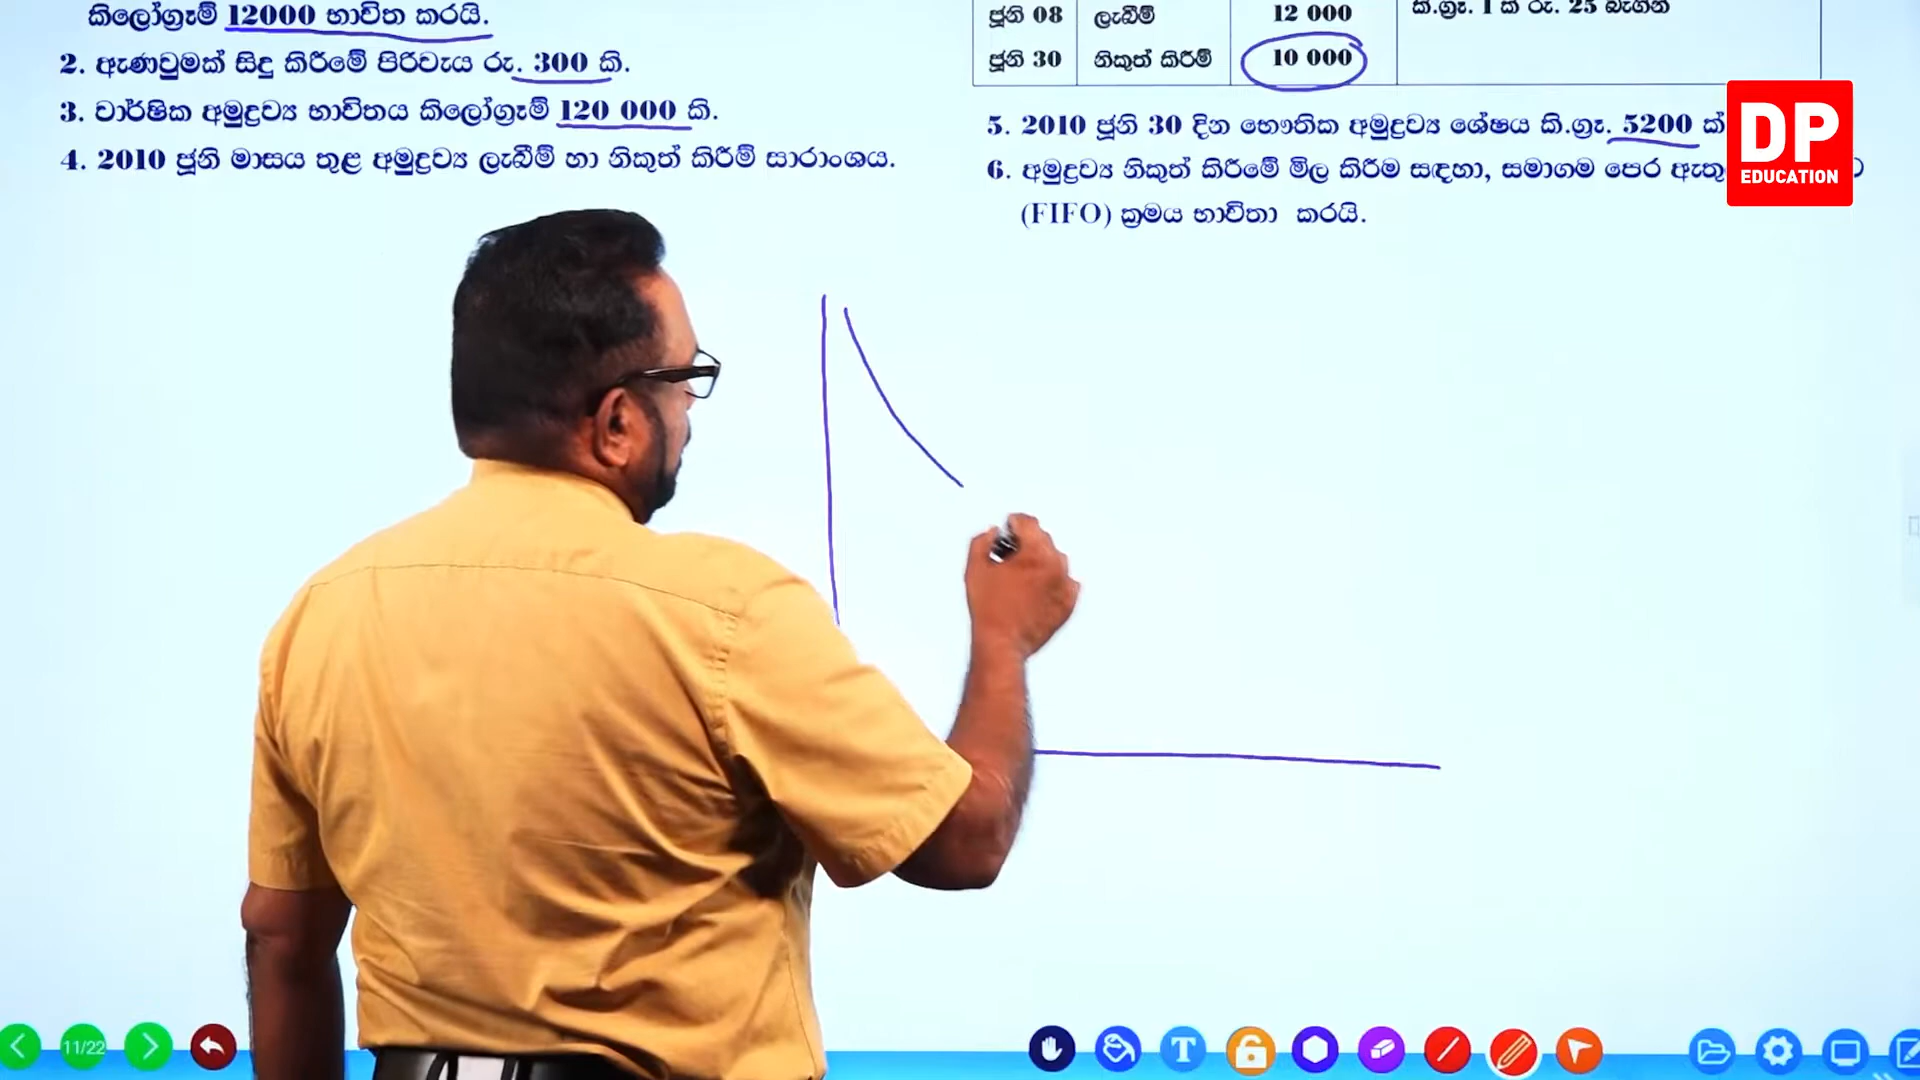 කිලෝග්‍රෑම් 12000 භාවිත කරයි.
2. ඇණවුමක් සිදු කිරීමේ පිරිවැය රු. 300 කි.
3. වාර්ෂික අමුද්‍රව්‍ය භාවිතය කිලෝග්‍රෑම් 120 000 කි.
4. 2010 ජූනි මාසය තුළ අමුද්‍රව්‍ය ලැබීම් හා නිකුත් කිරීම් සාරාංශය.
ජූනි 08 ලැබීම් 12 000 කි.ග්‍රෑ. 1 ක් රු. 25 බැගින්
ජූනි 30 නිකුත් කිරීම් 10 000
5. 2010 ජූනි 30 දින භෞතික අමුද්‍රව්‍ය ශේෂය කි.ග්‍රෑ. 5200 ක්
6. අමුද්‍රව්‍ය නිකුත් කිරීමේ මිල කිරීම සඳහා, සමාගම පෙර ඇතු
(FIFO) ක්‍රමය භාවිතා කරයි.
DP
EDUCATION
11/22
T